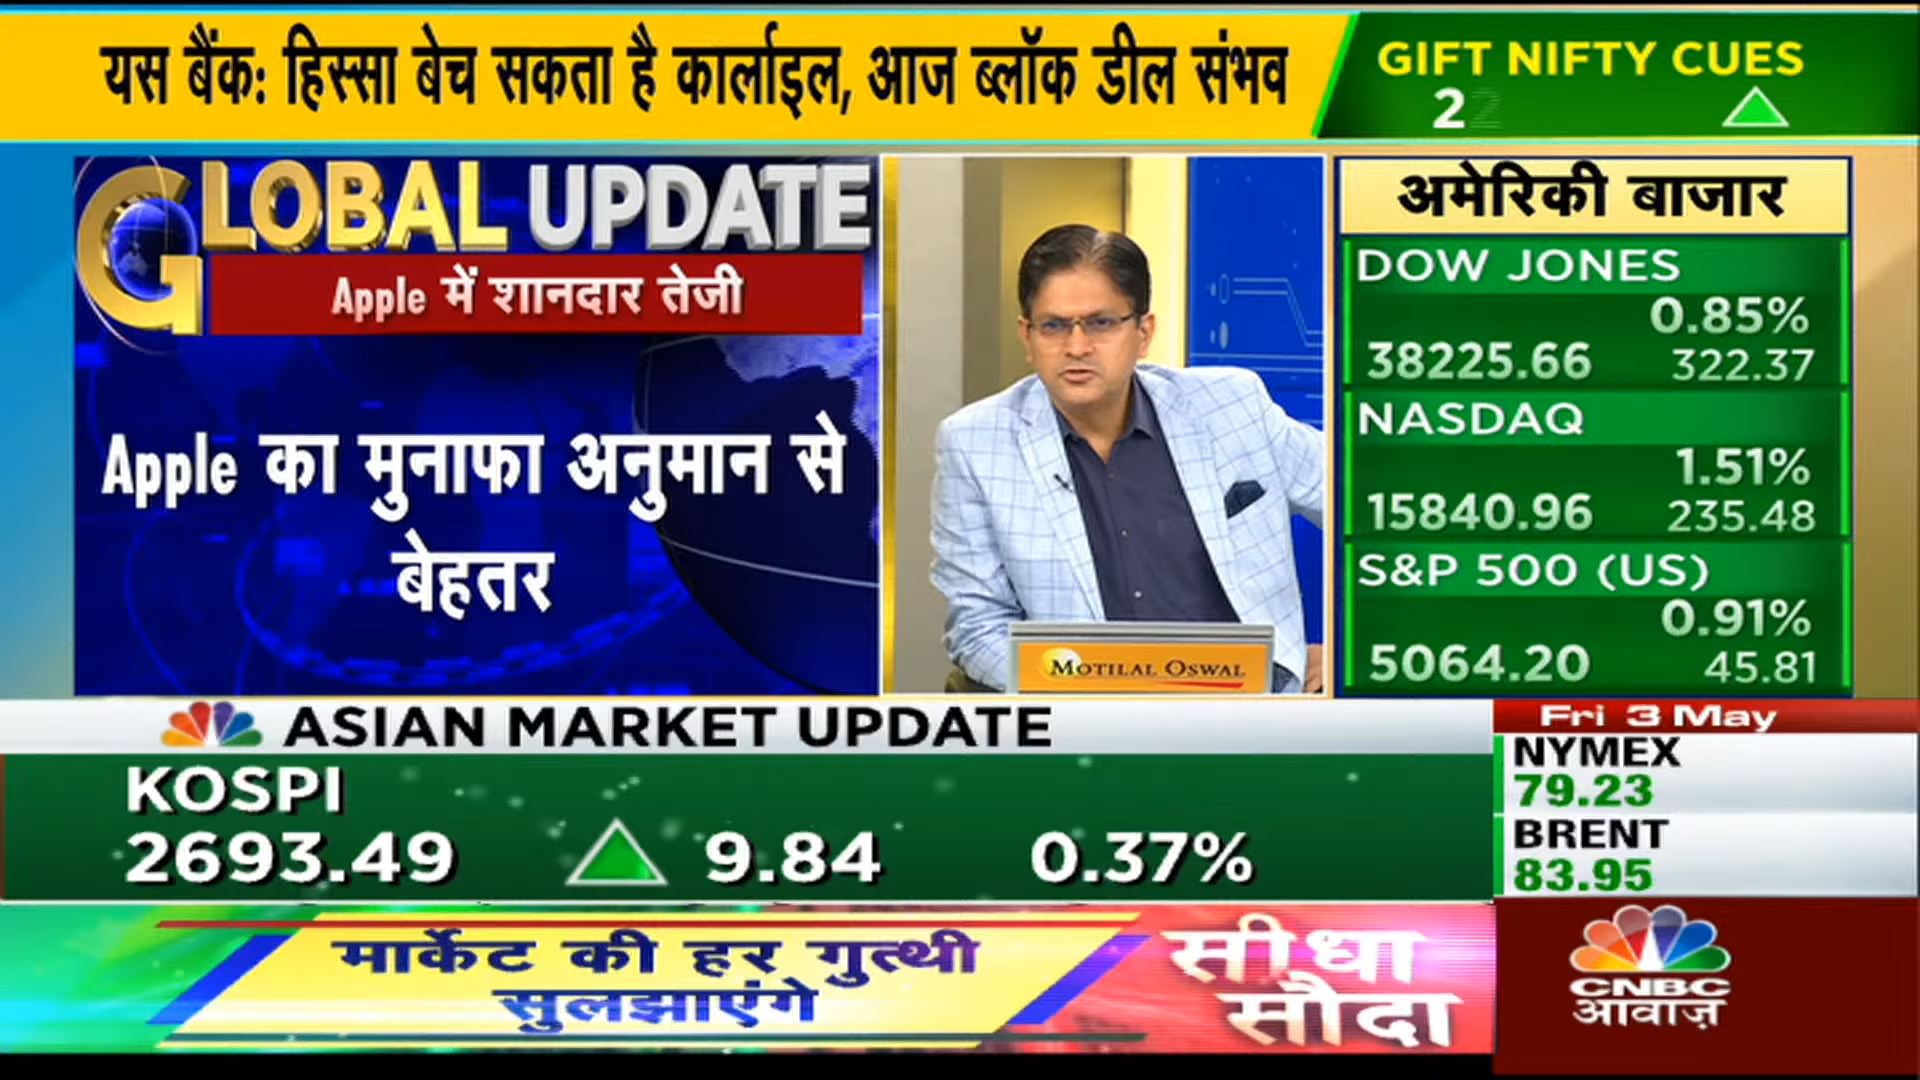 यस बैंक: हिस्सा बेच सकता है कार्लाइल, आज ब्लॉक डील संभव
GIFT NIFTY CUES
GLOBAL UPDATE
Apple में शानदार तेजी
Apple का मुनाफा अनुमान से
बेहतर
MOTILAL OSWAL
अमेरिकी बाजार
DOW JONES
0.85%
38225.66 322.37
NASDAQ
1.51%
15840.96 235.48
S&P 500 (US)
0.91%
5064.20 45.81
ASIAN MARKET UPDATE
KOSPI
2693.49 9.84 0.37%
Fri 3 May
NYMEX
79.23
BRENT
83.95
मार्केट की हर गुत्थी
सुलझाएंगे
सीधा
सौदा
CNBC
आवाज़